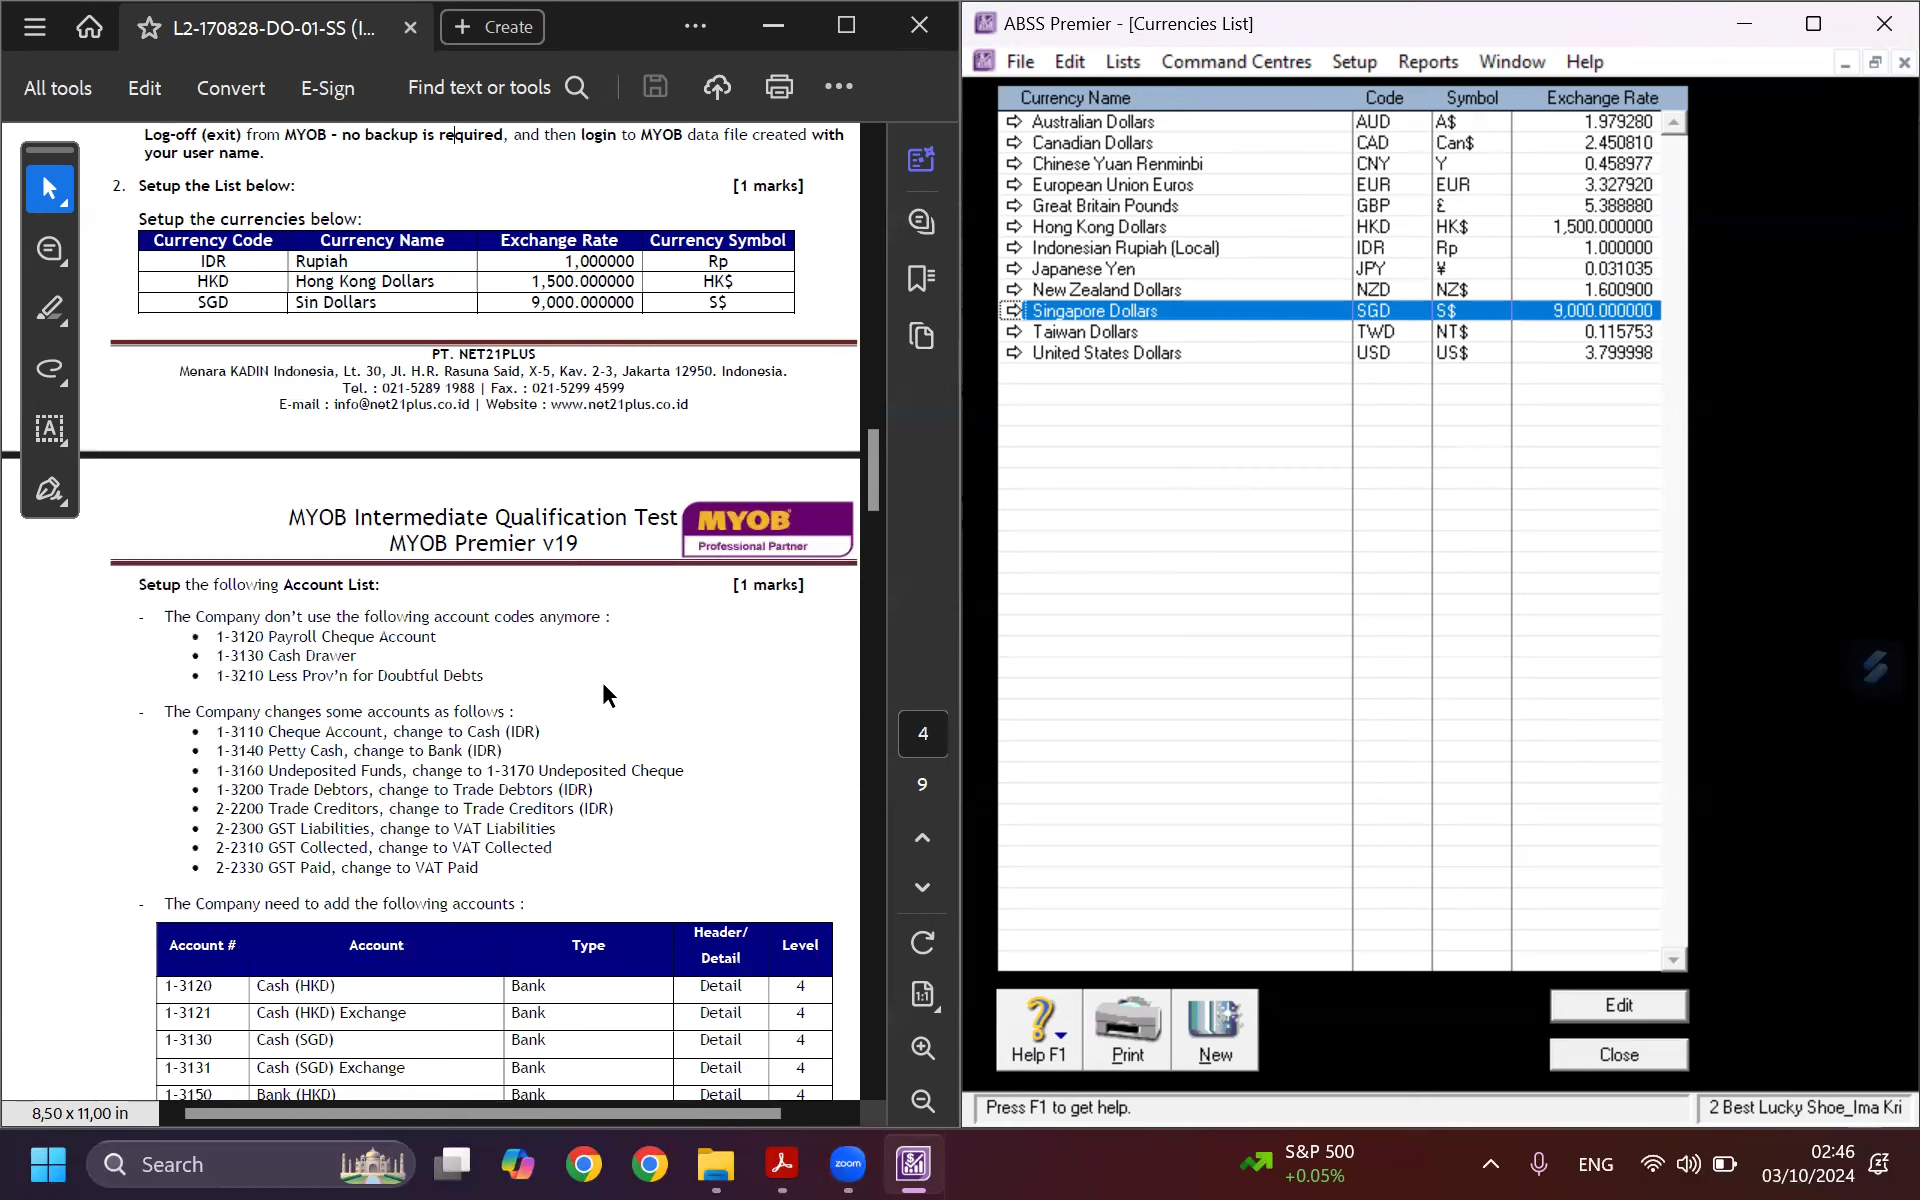 L2-170828-DO-01-SS (I...
Create
All tools
Edit
Convert
E-Sign
Find text or tools
Log-off (exit) from MYOB - no backup is required, and then login to MYOB data file created with
your user name.
2. Setup the List below: [1 marks]
Setup the currencies below:
Currency Code Currency Name Exchange Rate Currency Symbol
IDR Rupiah 1,000000 Rp
HKD Hong Kong Dollars 1,500.000000 HK$
SGD Sin Dollars 9,000.000000 S$
PT. NET21PLUS
Menara KADIN Indonesia, Lt. 30, Jl. H.R. Rasuna Said, X-5, Kav. 2-3, Jakarta 12950. Indonesia.
Tel. : 021-5289 1988 | Fax. : 021-5299 4599
E-mail : info@net21plus.co.id | Website : www.net21plus.co.id
MYOB Intermediate Qualification Test
MYOB Premier v19
MYOB
Professional Partner
Setup the following Account List: [1 marks]
- The Company don't use the following account codes anymore :
• 1-3120 Payroll Cheque Account
• 1-3130 Cash Drawer
• 1-3210 Less Prov'n for Doubtful Debts
- The Company changes some accounts as follows :
• 1-3110 Cheque Account, change to Cash (IDR)
• 1-3140 Petty Cash, change to Bank (IDR)
• 1-3160 Undeposited Funds, change to 1-3170 Undeposited Cheque
• 1-3200 Trade Debtors, change to Trade Debtors (IDR)
• 2-2200 Trade Creditors, change to Trade Creditors (IDR)
• 2-2300 GST Liabilities, change to VAT Liabilities
• 2-2310 GST Collected, change to VAT Collected
• 2-2330 GST Paid, change to VAT Paid
- The Company need to add the following accounts :
Account # Account Type Header/ Detail Level
1-3120 Cash (HKD) Bank Detail 4
1-3121 Cash (HKD) Exchange Bank Detail 4
1-3130 Cash (SGD) Bank Detail 4
1-3131 Cash (SGD) Exchange Bank Detail 4
1-3150 Bank (HKD) Bank Detail 4
8,50 x 11,00 in
4
9
1:1
ABSS Premier - [Currencies List]
File Edit Lists Command Centres Setup Reports Window Help
Currency Name Code Symbol Exchange Rate
Australian Dollars AUD A$ 1.979280
Canadian Dollars CAD Can$ 2.450810
Chinese Yuan Renminbi CNY Y 0.458977
European Union Euros EUR EUR 3.327920
Great Britain Pounds GBP £ 5.388880
Hong Kong Dollars HKD HK$ 1,500.000000
Indonesian Rupiah (Local) IDR Rp 1.000000
Japanese Yen JPY ¥ 0.031035
New Zealand Dollars NZD NZ$ 1.600900
Singapore Dollars SGD S$ 9,000.000000
Taiwan Dollars TWD NT$ 0.115753
United States Dollars USD US$ 3.799998
Help F1
Print
New
Edit
Close
Press F1 to get help.
2 Best Lucky Shoe_Ima Kri
Search
zoom
S&P 500
+0.05%
ENG
02:46
03/10/2024